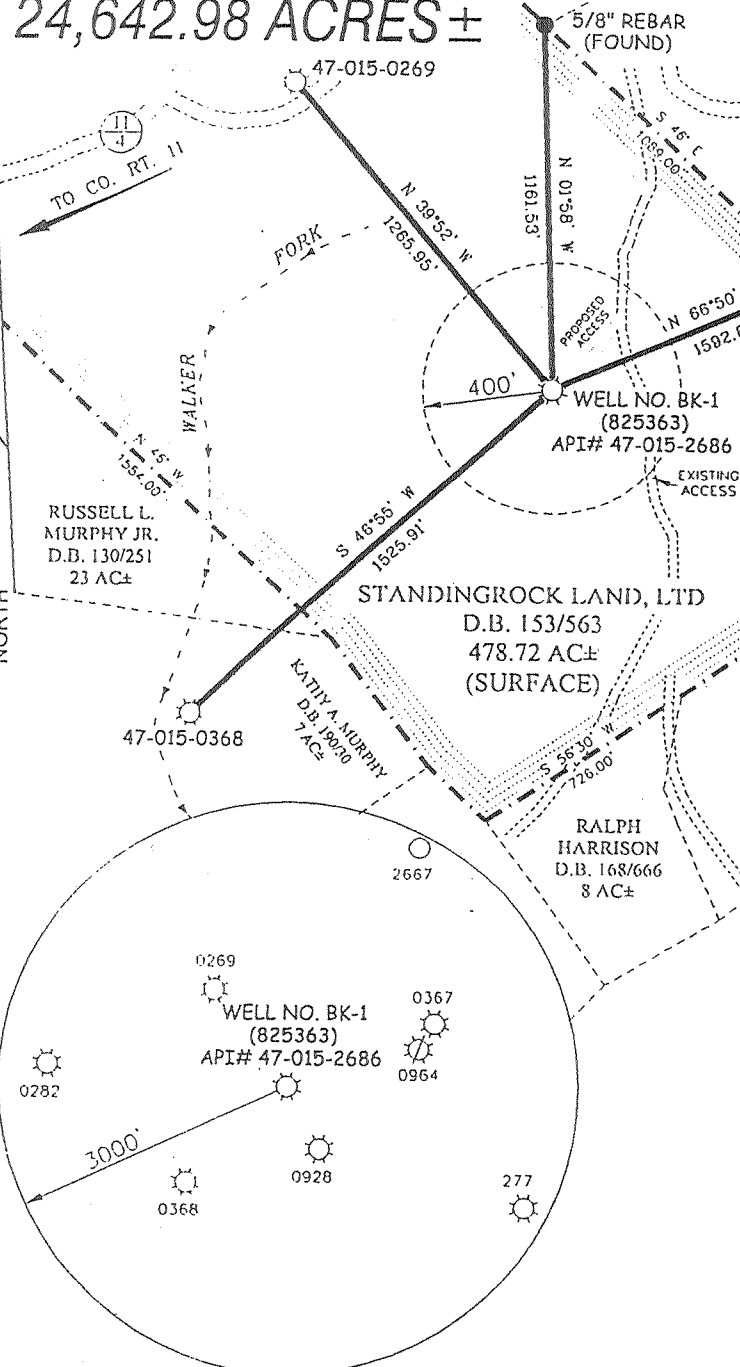 24,642.98 ACRES±
5/8" REBAR
(FOUND)
47-015-0269
11
4
TO CO. RT. 11
S 46° E
1089.00'
N 39°52' W
1265.95'
N 01°58' W
1161.53'
FORK
WALKER
PROPOSED
ACCESS
N 66°50'
400'
WELL NO. BK-1
(825363)
API# 47-015-2686
N 45° W
1554.00'
EXISTING
ACCESS
RUSSELL L.
MURPHY JR.
D.B. 130/251
23 AC±
S 46°55' W
1525.91'
NORTH
STANDINGROCK LAND, LTD
D.B. 153/563
478.72 AC±
(SURFACE)
KATHY A. MURPHY
D.B. 190/30
7 AC±
47-015-0368
S 56°30' W
726.00'
RALPH
HARRISON
D.B. 168/666
8 AC±
2667
0269
WELL NO. BK-1
(825363)
API# 47-015-2686
0367
0964
0282
3000'
0928
0368
277